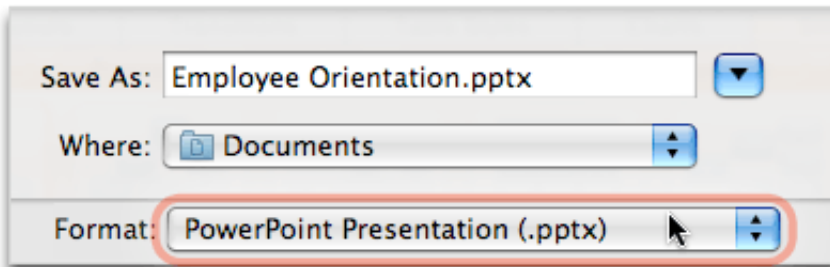 Save As: Employee Orientation.pptx
Where: Documents
Format: PowerPoint Presentation (.pptx)